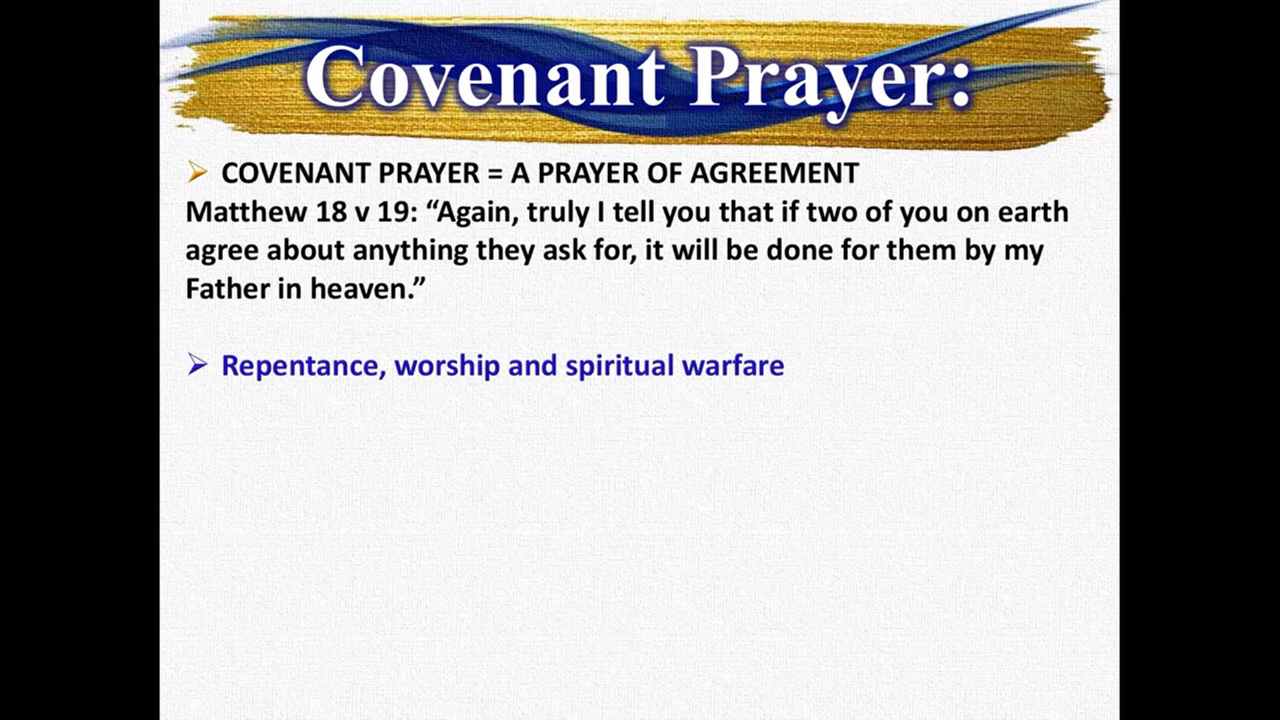 Covenant Prayer:
COVENANT PRAYER = A PRAYER OF AGREEMENT
Matthew 18 v 19: “Again, truly I tell you that if two of you on earth
agree about anything they ask for, it will be done for them by my
Father in heaven.”
Repentance, worship and spiritual warfare